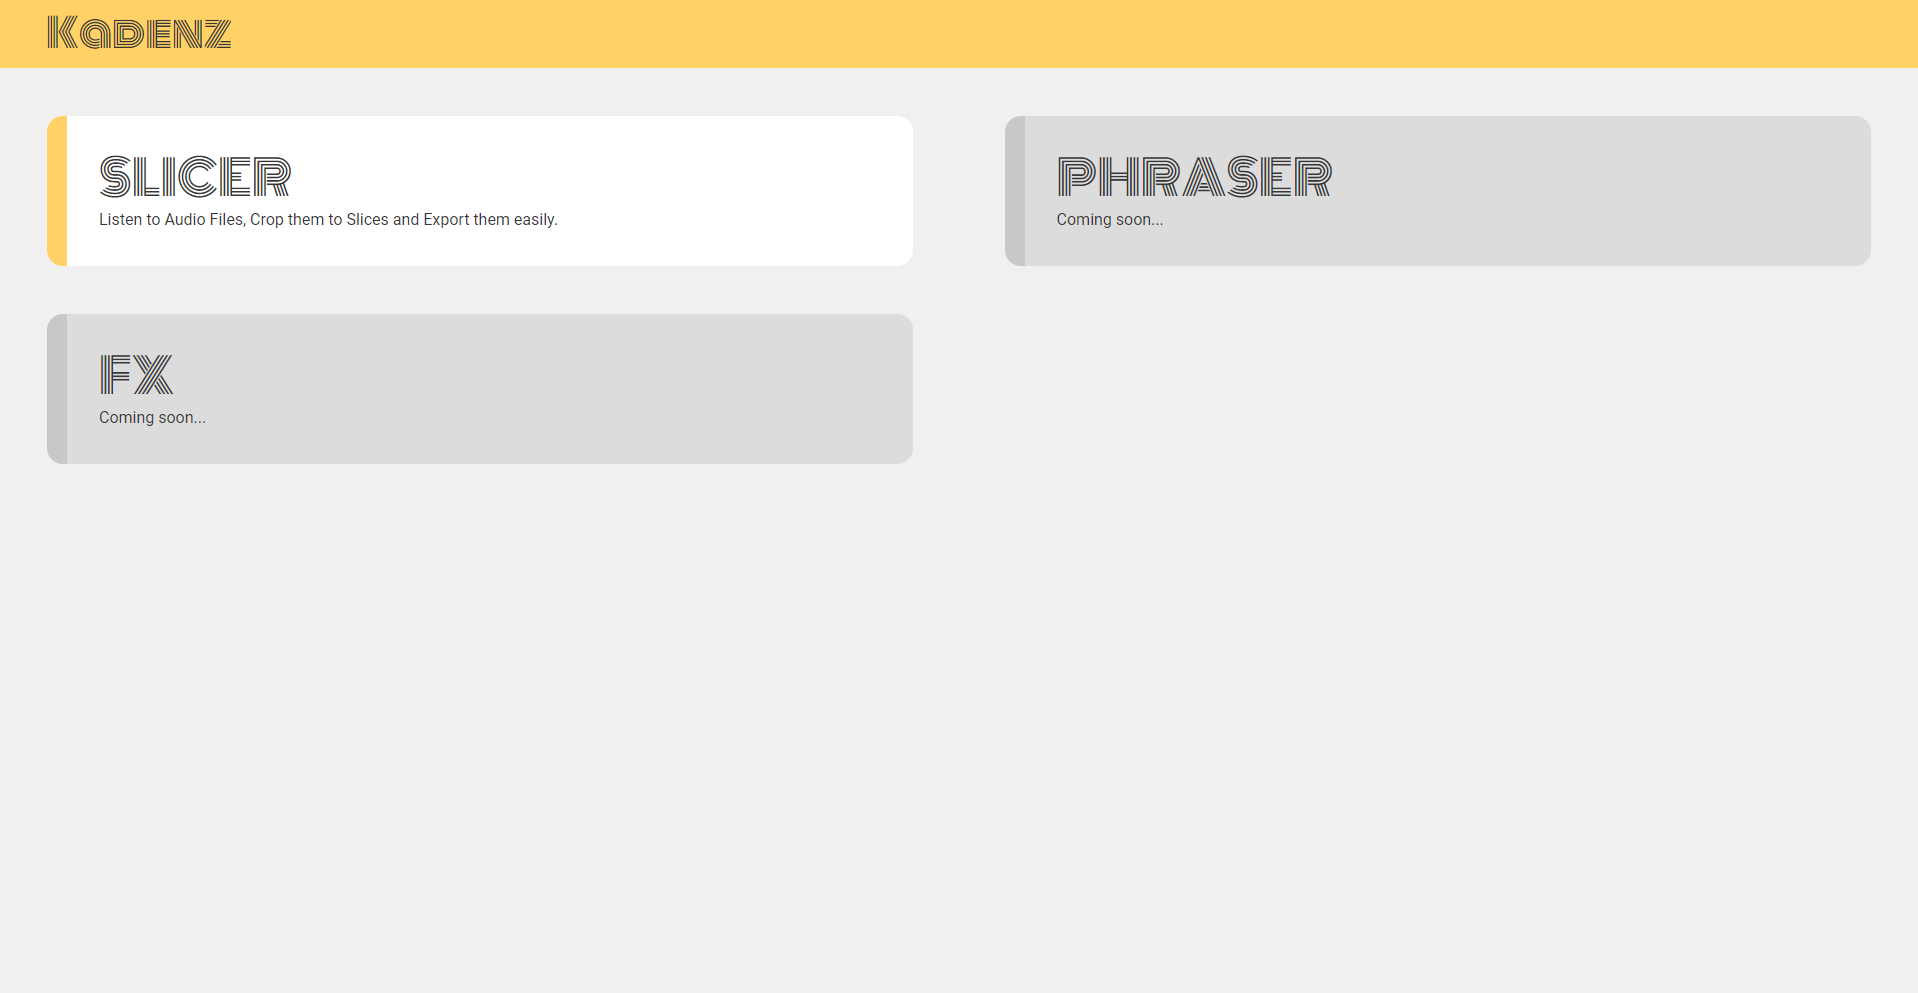 Kadenz
SLICER
Listen to Audio Files, Crop them to Slices and Export them easily.
PHRASER
Coming soon...
FX
Coming soon...